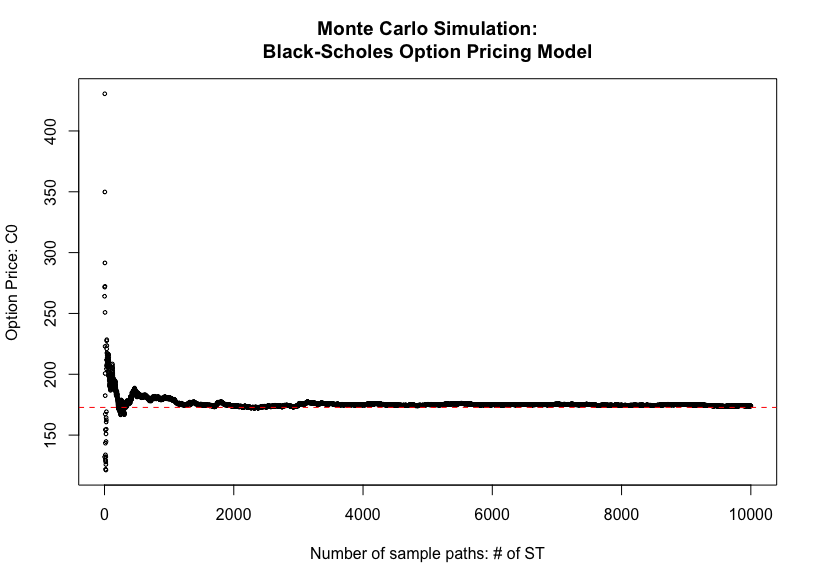 Monte Carlo Simulation:
Black-Scholes Option Pricing Model
400
350
300
250
200
150
Option Price: C0
0 2000 4000 6000 8000 10000
Number of sample paths: # of ST